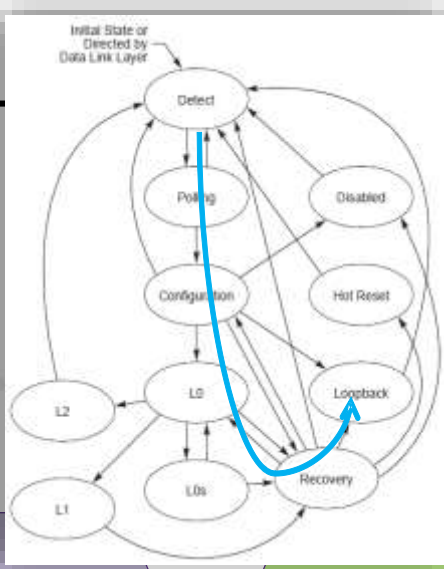 Initial State or
Directed by
Data Link Layer
Detect
Polling
Disabled
Configuration
Hot Reset
L0
Loopback
L2
L0s
Recovery
L1